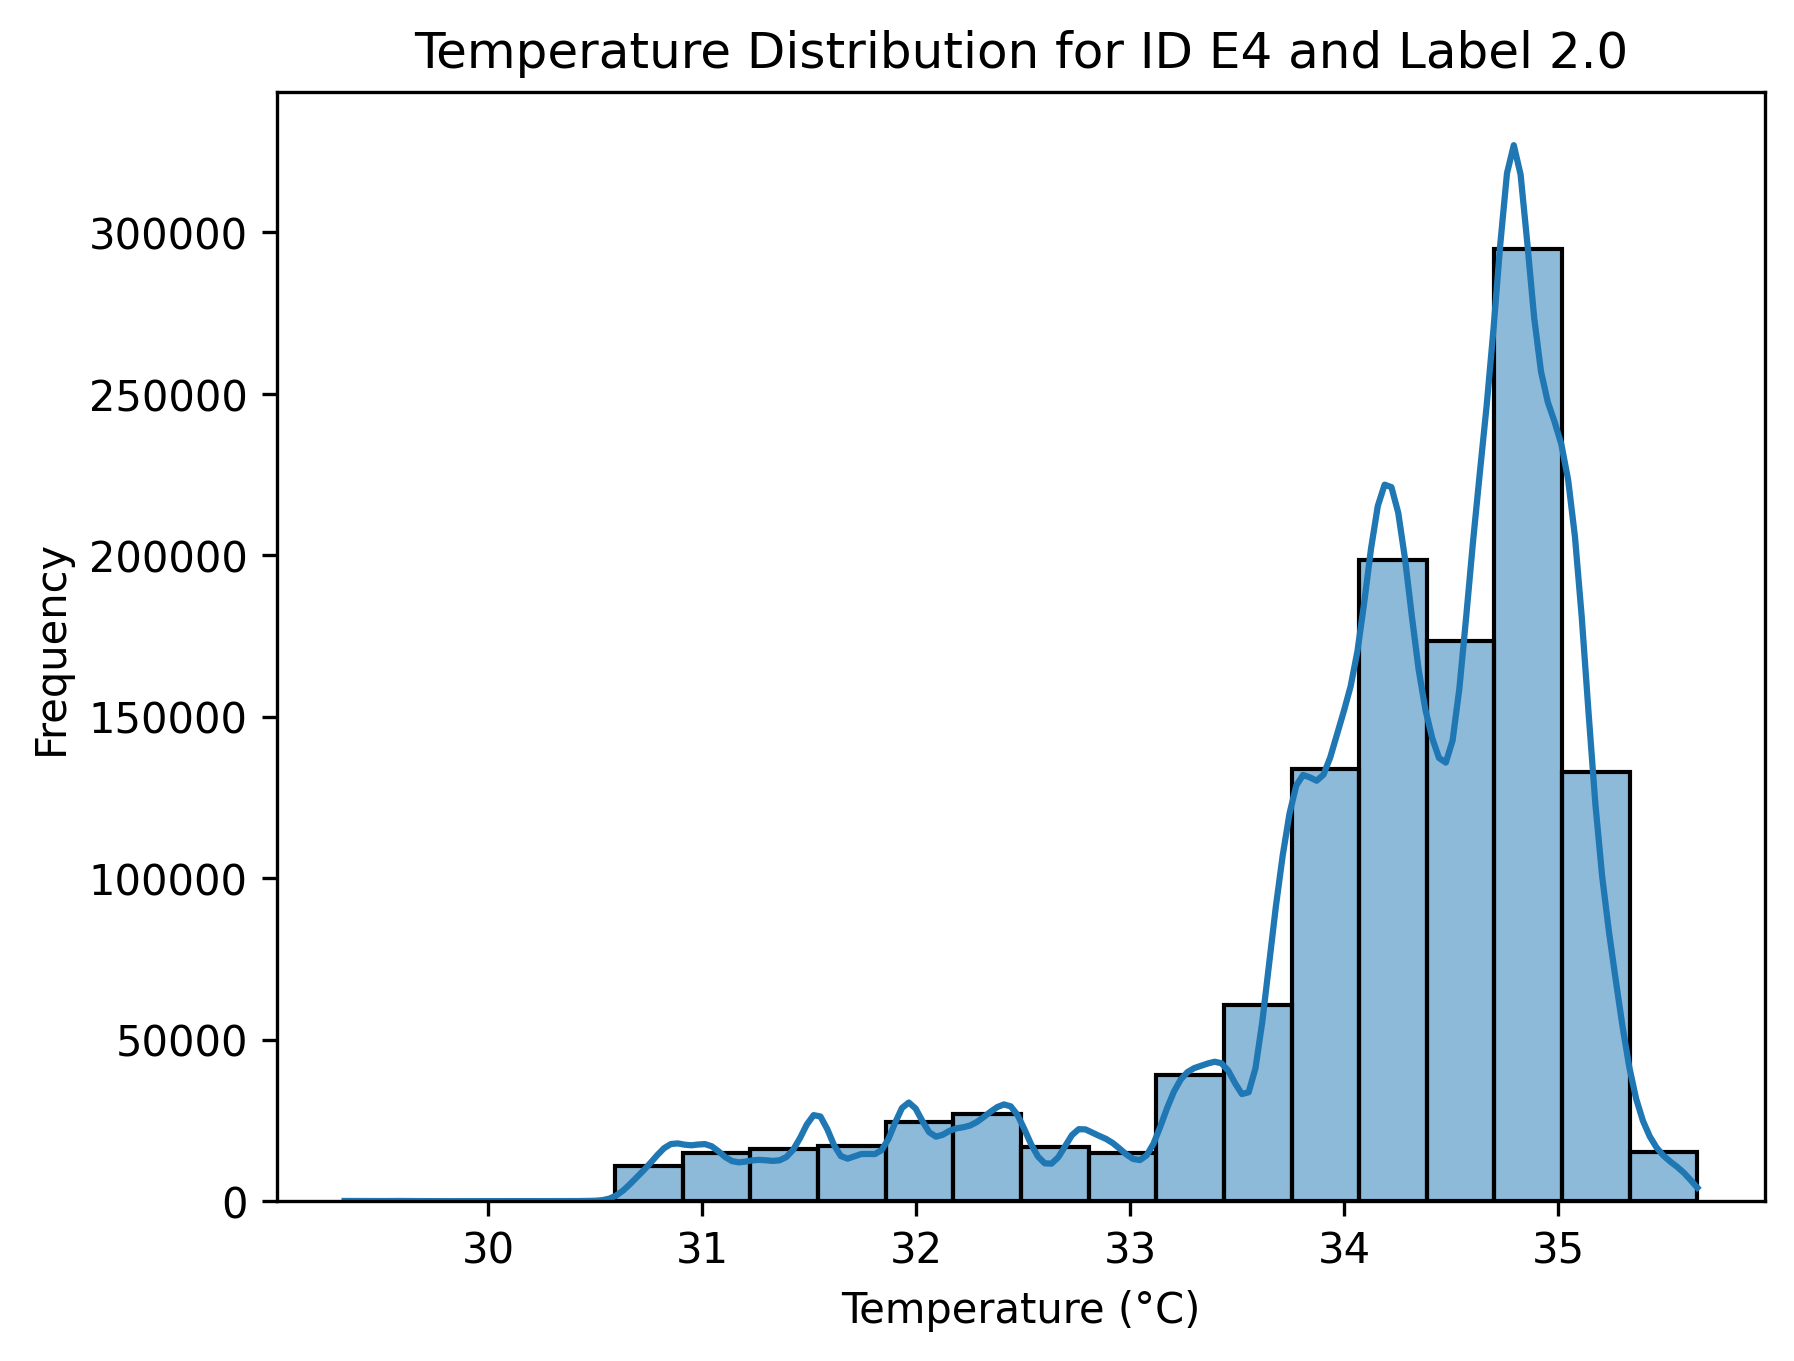 Temperature Distribution for ID E4 and Label 2.0
Frequency
300000
250000
200000
150000
100000
50000
0
30 31 32 33 34 35
Temperature (°C)